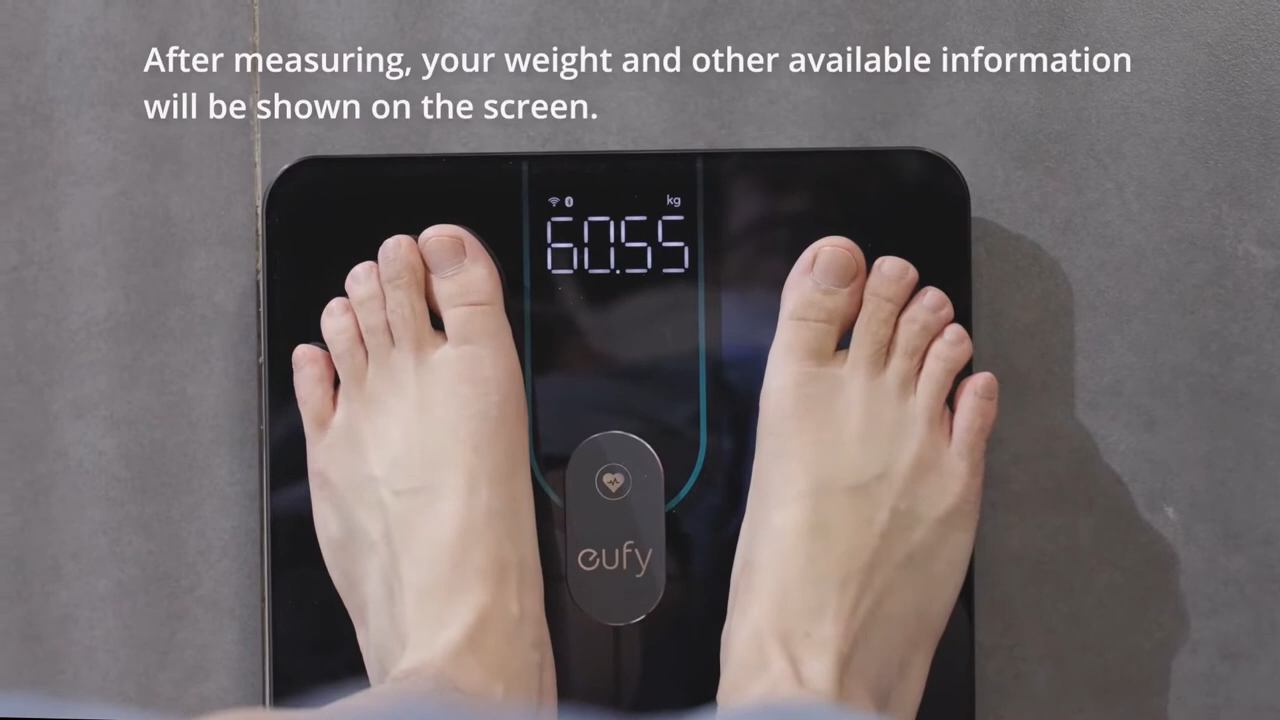 After measuring, your weight and other available information
will be shown on the screen.
kg
60.55
eufy